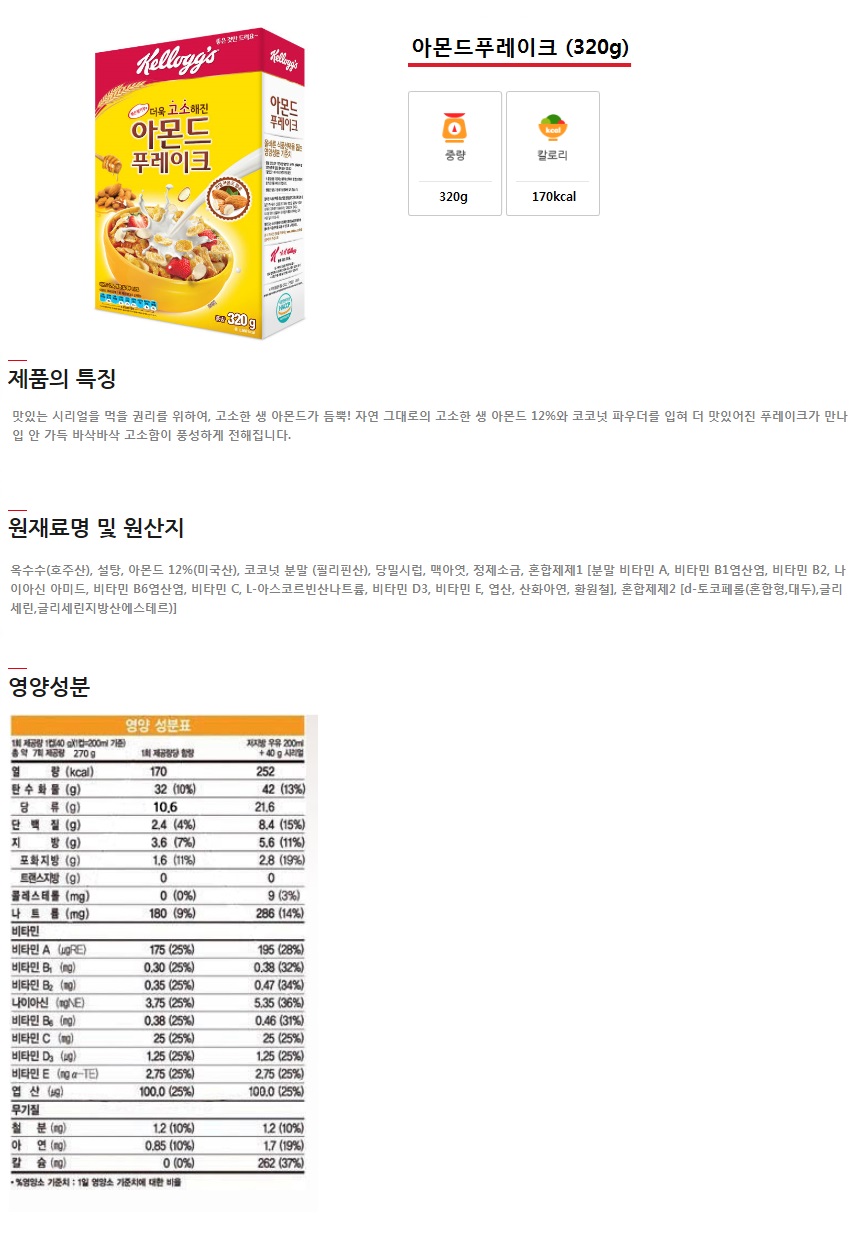 좋은 것만 드려요~
Kellogg's
Kellogg's
더욱 고소해진
아몬드
푸레이크
아몬드
푸레이크
320g
아몬드푸레이크 (320g)
kcal
중량
칼로리
320g
170kcal
제품의 특징
맛있는 시리얼을 먹을 권리를 위하여, 고소한 생 아몬드가 듬뿍! 자연 그대로의 고소한 생 아몬드 12%와 코코넛 파우더를 입혀 더 맛있어진 푸레이크가 만나
입 안 가득 바삭바삭 고소함이 풍성하게 전해집니다.
원재료명 및 원산지
옥수수(호주산), 설탕, 아몬드 12%(미국산), 코코넛 분말 (필리핀산), 당밀시럽, 맥아엿, 정제소금, 혼합제제1 [분말 비타민 A, 비타민 B1염산염, 비타민 B2, 나
이아신 아미드, 비타민 B6염산염, 비타민 C, L-아스코르빈산나트륨, 비타민 D3, 비타민 E, 엽산, 산화아연, 환원철], 혼합제제2 [d-토코페롤(혼합형,대두),글리
세린,글리세린지방산에스테르)]
영양성분
영양 성분표
1회 제공량 1컵(40 g)(1컵=200ml 기준) 저지방 우유 200ml
총 약 7회 제공량 270 g 1회 제공량당 함량 + 40 g 시리얼
열 량 (kcal) 170 252
탄수화물 (g) 32 (10%) 42 (13%)
당 류 (g) 10.6 21.6
단 백 질 (g) 2.4 (4%) 8.4 (15%)
지 방 (g) 3.6 (7%) 5.6 (11%)
포화지방 (g) 1.6 (11%) 2.8 (19%)
트랜스지방 (g) 0 0
콜레스테롤 (mg) 0 (0%) 9 (3%)
나 트 륨 (mg) 180 (9%) 286 (14%)
비타민
비타민 A (μgRE) 175 (25%) 195 (28%)
비타민 B₁ (mg) 0.30 (25%) 0.38 (32%)
비타민 B₂ (mg) 0.35 (25%) 0.47 (34%)
나이아신 (mgNE) 3.75 (25%) 5.35 (36%)
비타민 B₆ (mg) 0.38 (25%) 0.46 (31%)
비타민 C (mg) 25 (25%) 25 (25%)
비타민 D₃ (μg) 1.25 (25%) 1.25 (25%)
비타민 E (mg α-TE) 2.75 (25%) 2.75 (25%)
엽 산 (μg) 100.0 (25%) 100.0 (25%)
무기질
철 분 (mg) 1.2 (10%) 1.2 (10%)
아 연 (mg) 0.85 (10%) 1.7 (19%)
칼 슘 (mg) 0 (0%) 262 (37%)
• %영양소 기준치 : 1일 영양소 기준치에 대한 비율